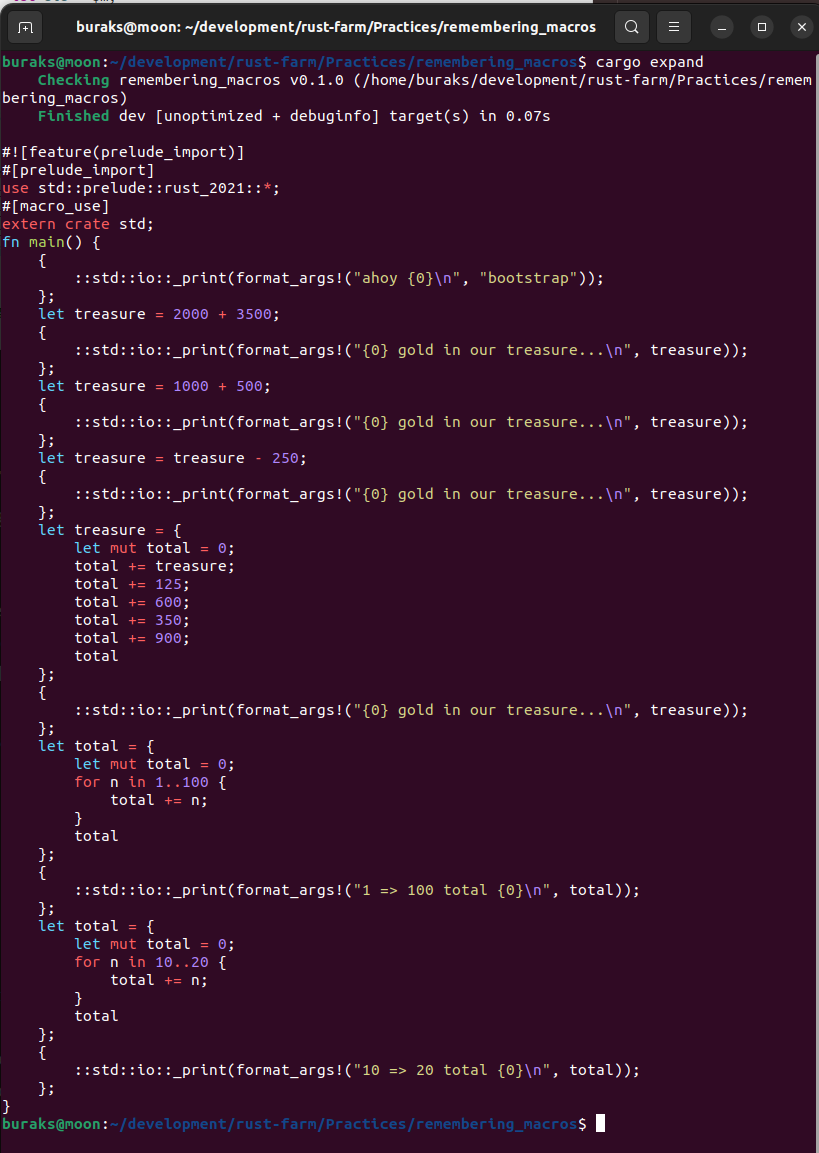 buraks@moon: ~/development/rust-farm/Practices/remembering_macros
buraks@moon:~/development/rust-farm/Practices/remembering_macros$ cargo expand
    Checking remembering_macros v0.1.0 (/home/buraks/development/rust-farm/Practices/remem
bering_macros)
    Finished dev [unoptimized + debuginfo] target(s) in 0.07s

#![feature(prelude_import)]
#[prelude_import]
use std::prelude::rust_2021::*;
#[macro_use]
extern crate std;
fn main() {
    {
        ::std::io::_print(format_args!("ahoy {0}\n", "bootstrap"));
    };
    let treasure = 2000 + 3500;
    {
        ::std::io::_print(format_args!("{0} gold in our treasure...\n", treasure));
    };
    let treasure = 1000 + 500;
    {
        ::std::io::_print(format_args!("{0} gold in our treasure...\n", treasure));
    };
    let treasure = treasure - 250;
    {
        ::std::io::_print(format_args!("{0} gold in our treasure...\n", treasure));
    };
    let treasure = {
        let mut total = 0;
        total += treasure;
        total += 125;
        total += 600;
        total += 350;
        total += 900;
        total
    };
    {
        ::std::io::_print(format_args!("{0} gold in our treasure...\n", treasure));
    };
    let total = {
        let mut total = 0;
        for n in 1..100 {
            total += n;
        }
        total
    };
    {
        ::std::io::_print(format_args!("1 => 100 total {0}\n", total));
    };
    let total = {
        let mut total = 0;
        for n in 10..20 {
            total += n;
        }
        total
    };
    {
        ::std::io::_print(format_args!("10 => 20 total {0}\n", total));
    };
}
buraks@moon:~/development/rust-farm/Practices/remembering_macros$